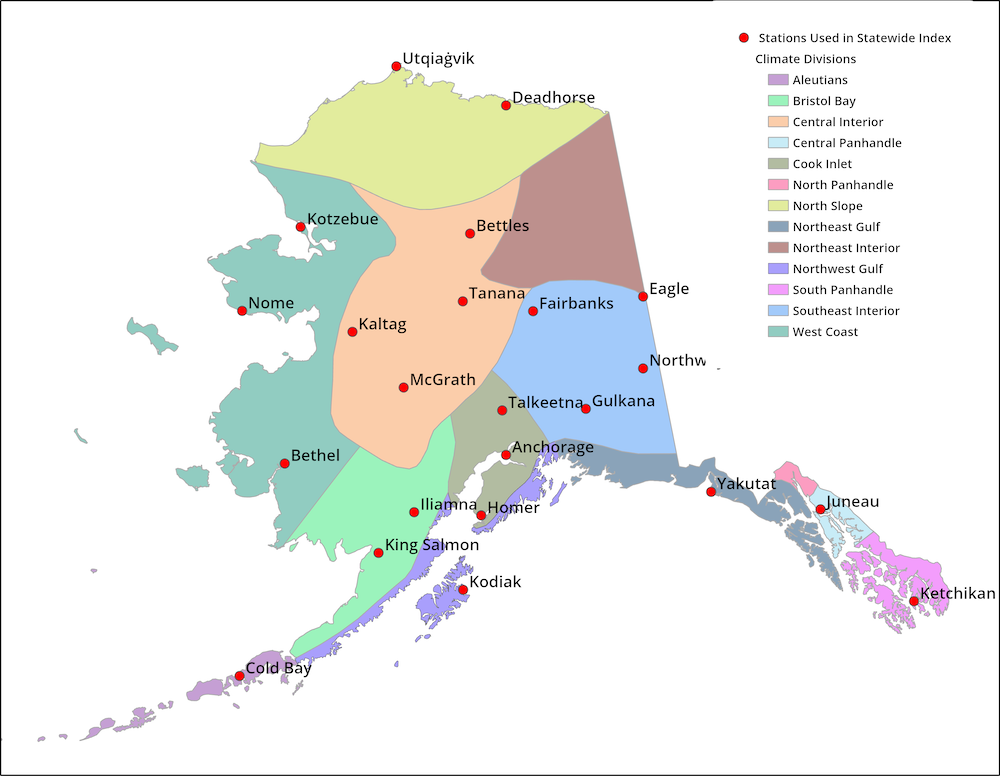 Stations Used in Statewide Index
Climate Divisions
Aleutians
Bristol Bay
Central Interior
Central Panhandle
Cook Inlet
North Panhandle
North Slope
Northeast Gulf
Northeast Interior
Northwest Gulf
South Panhandle
Southeast Interior
West Coast
Utqiaġvik
Deadhorse
Kotzebue
Bettles
Nome
Tanana
Fairbanks
Eagle
Kaltag
McGrath
Northw
Talkeetna
Gulkana
Bethel
Anchorage
Iliamna
Homer
Yakutat
Juneau
King Salmon
Kodiak
Ketchikan
Cold Bay